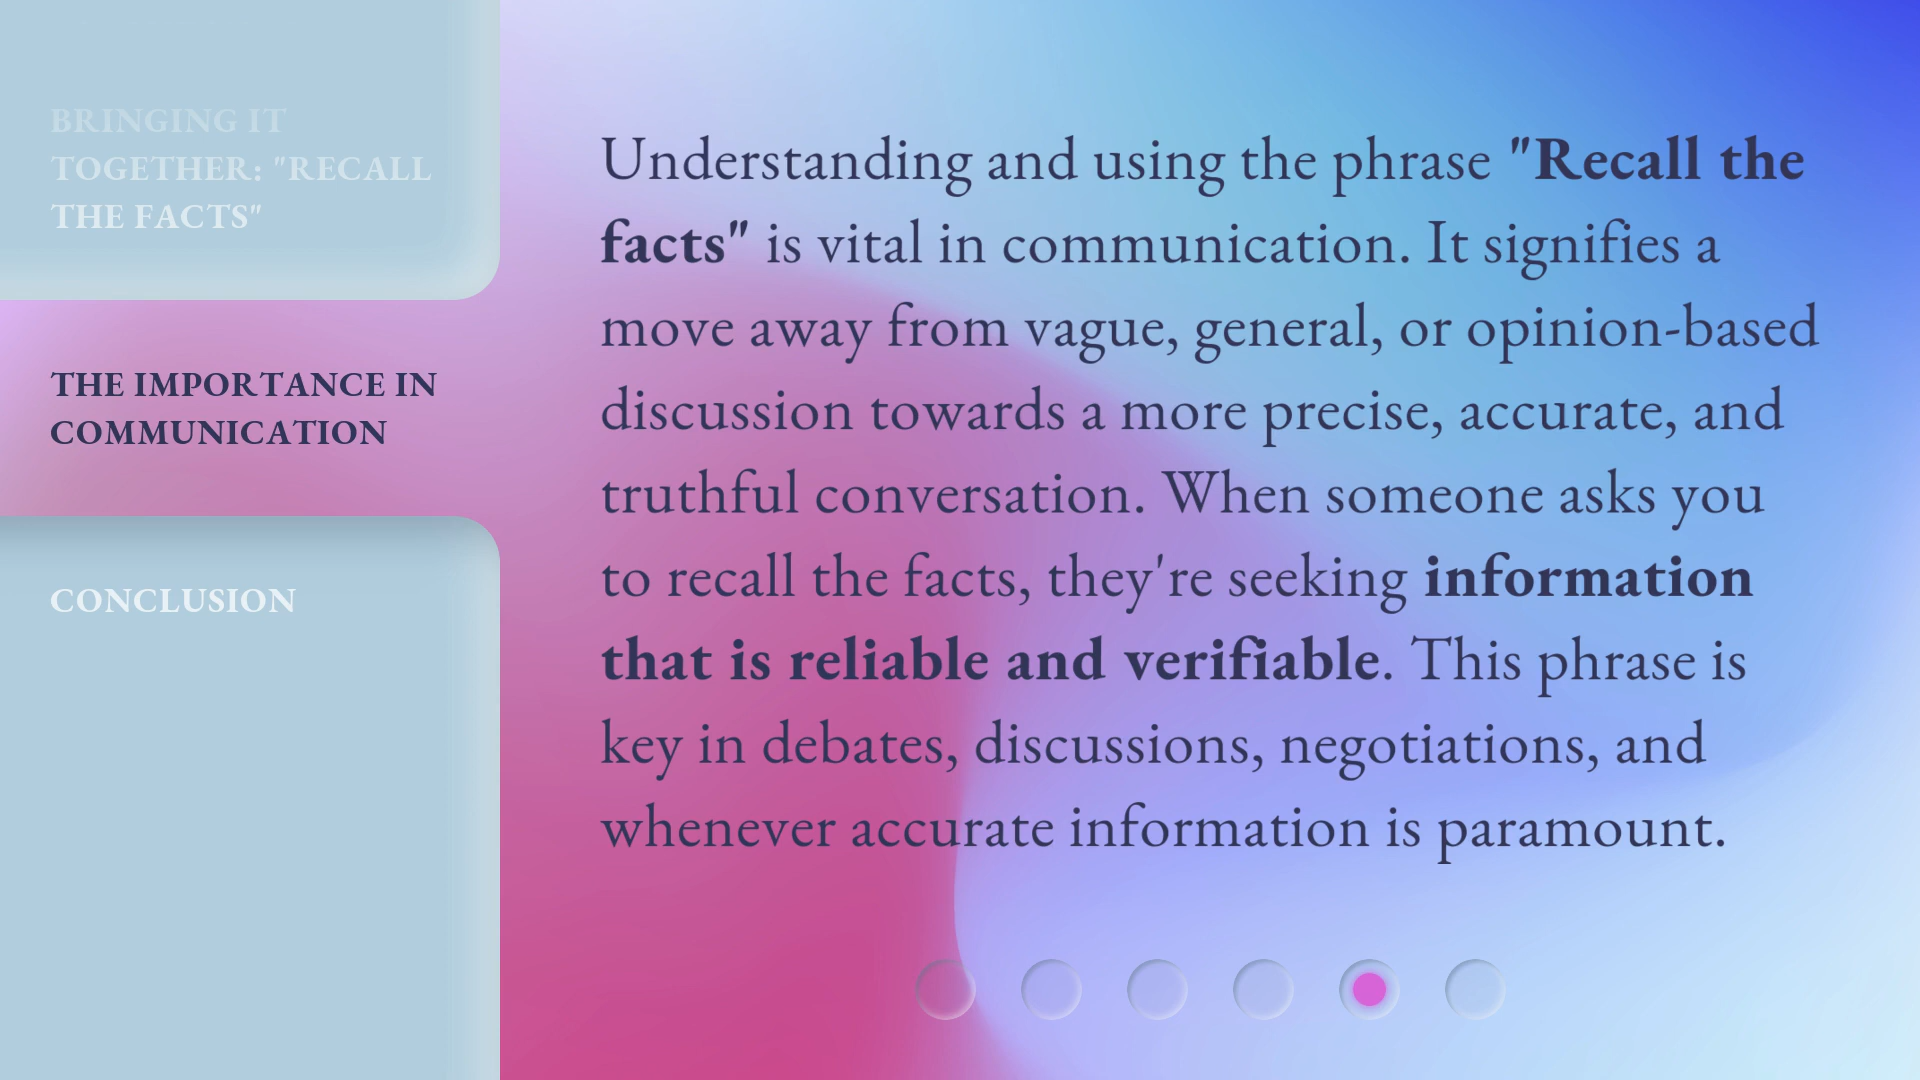 BRINGING IT
TOGETHER: "RECALL
THE FACTS"
THE IMPORTANCE IN
COMMUNICATION
CONCLUSION
Understanding and using the phrase "Recall the
facts" is vital in communication. It signifies a
move away from vague, general, or opinion-based
discussion towards a more precise, accurate, and
truthful conversation. When someone asks you
to recall the facts, they're seeking information
that is reliable and verifiable. This phrase is
key in debates, discussions, negotiations, and
whenever accurate information is paramount.